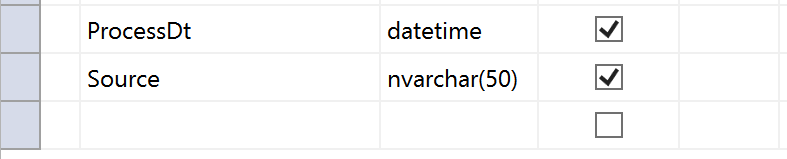 ProcessDt datetime
Source nvarchar(50)